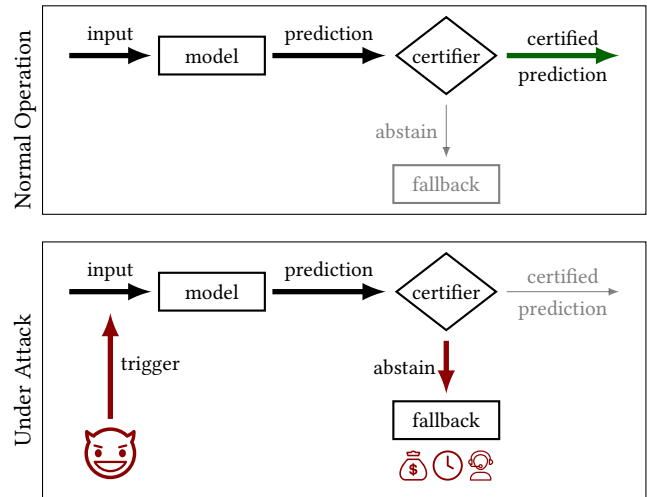 Normal Operation
input
model
prediction
certifier
certified
prediction
abstain
fallback
Under Attack
input
model
prediction
certifier
certified
prediction
trigger
abstain
fallback
$